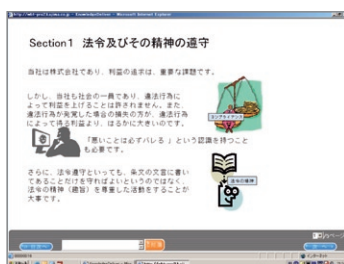 Section1 法令及びその精神の遵守
当社は株式会社であり、利益の追求は、重要な課題です。
しかし、当社も社会の一員であり、違法行為に
よって利益を上げることは許されません。また、
違法行為が発覚した場合の損失の方が、違法行為
によって得る利益より、はるかに大きいのです。
コンプライアンス
「悪いことは必ずバレる」という認識を持つこと
も必要です。
さらに、法令遵守といっても、条文の文言に書い
てあることだけを守ればよいというのではなく、
法令の精神（趣旨）を尊重した活動をすることが
大事です。
法令の精神